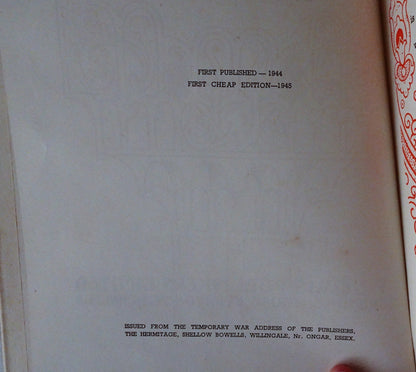 FIRST PUBLISHED — 1944
FIRST CHEAP EDITION—1945
ISSUED FROM THE TEMPORARY WAR ADDRESS OF THE PUBLISHERS,
THE HERMITAGE, SHELLOW BOWELLS, WILLINGALE, Nr. ONGAR, ESSEX.